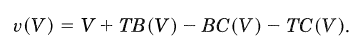 v(V) = V + TB(V) − BC(V) − TC(V).